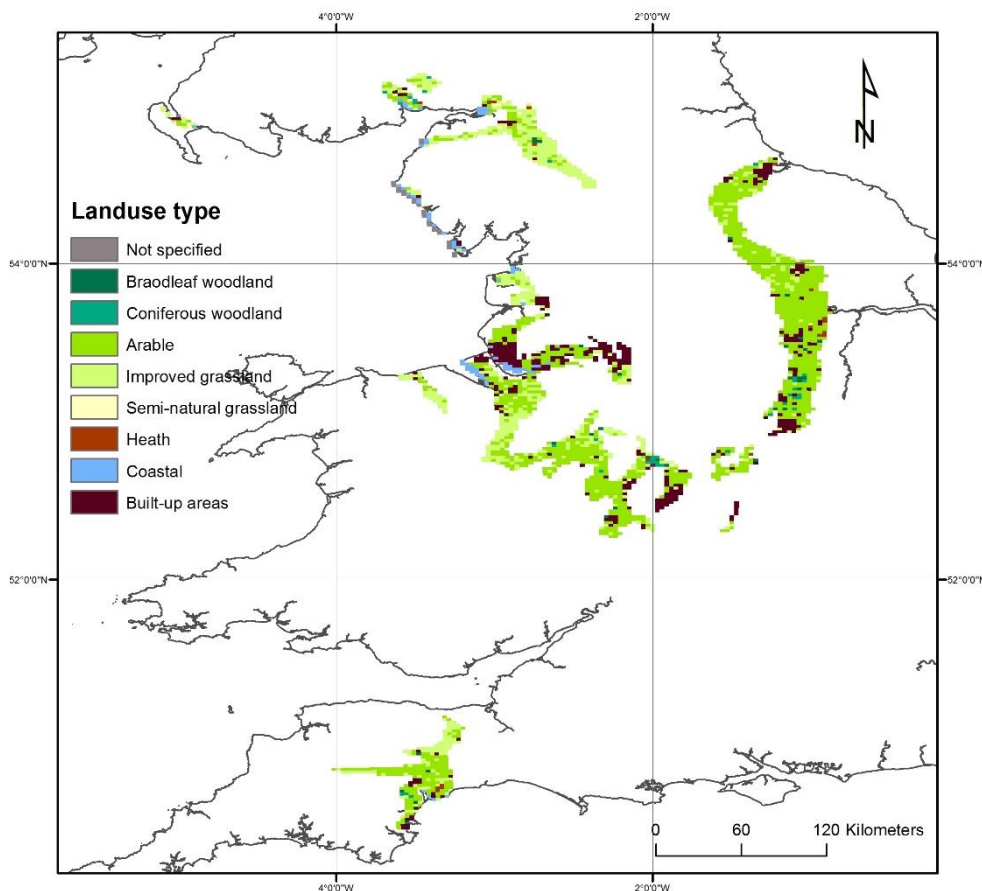 4°0'0"W 2°0'0"W
N
Landuse type
Not specified
Braodleaf woodland
Coniferous woodland
Arable
Improved grassland
Semi-natural grassland
Heath
Coastal
Built-up areas
54°0'0"N 54°0'0"N
52°0'0"N 52°0'0"N
0 60 120 Kilometers
4°0'0"W 2°0'0"W